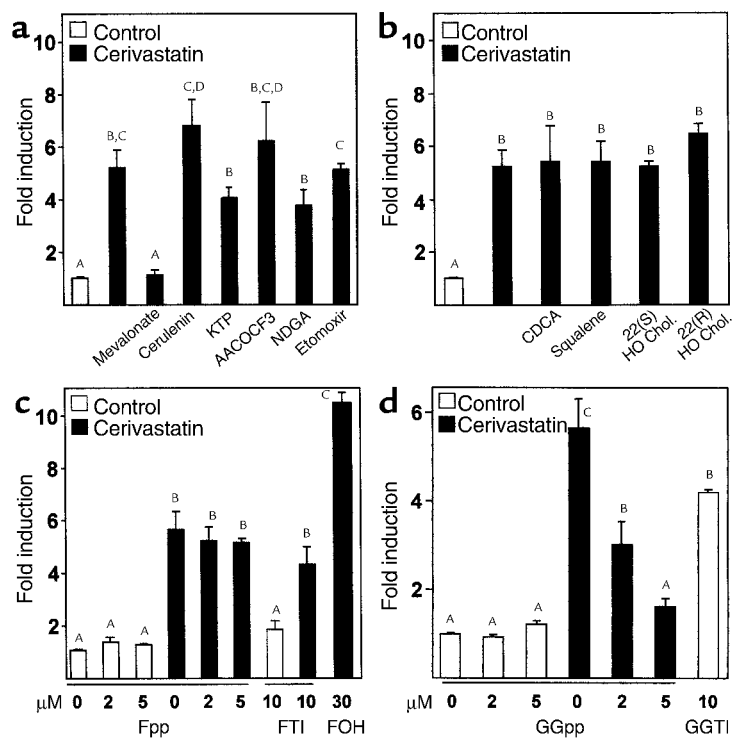 a
Control
Cerivastatin
Fold induction
10
8
6
4
2
A
B,C
A
C,D
B
B,C,D
B
C
Mevalonate
Cerulenin
KTP
AACOCF3
NDGA
Etomoxir
b
Control
Cerivastatin
Fold induction
10
8
6
4
2
A
B
B
B
B
B
CDCA
Squalene
22(S)
HO Chol.
22(R)
HO Chol.
c
Control
Cerivastatin
Fold induction
10
8
6
4
2
A
A
A
B
B
B
A
B
C
µM 0 2 5 0 2 5 10 10 30
Fpp FTI FOH
d
Control
Cerivastatin
Fold induction
6
4
2
A
A
A
C
B
A
B
µM 0 2 5 0 2 5 10
GGpp GGTI